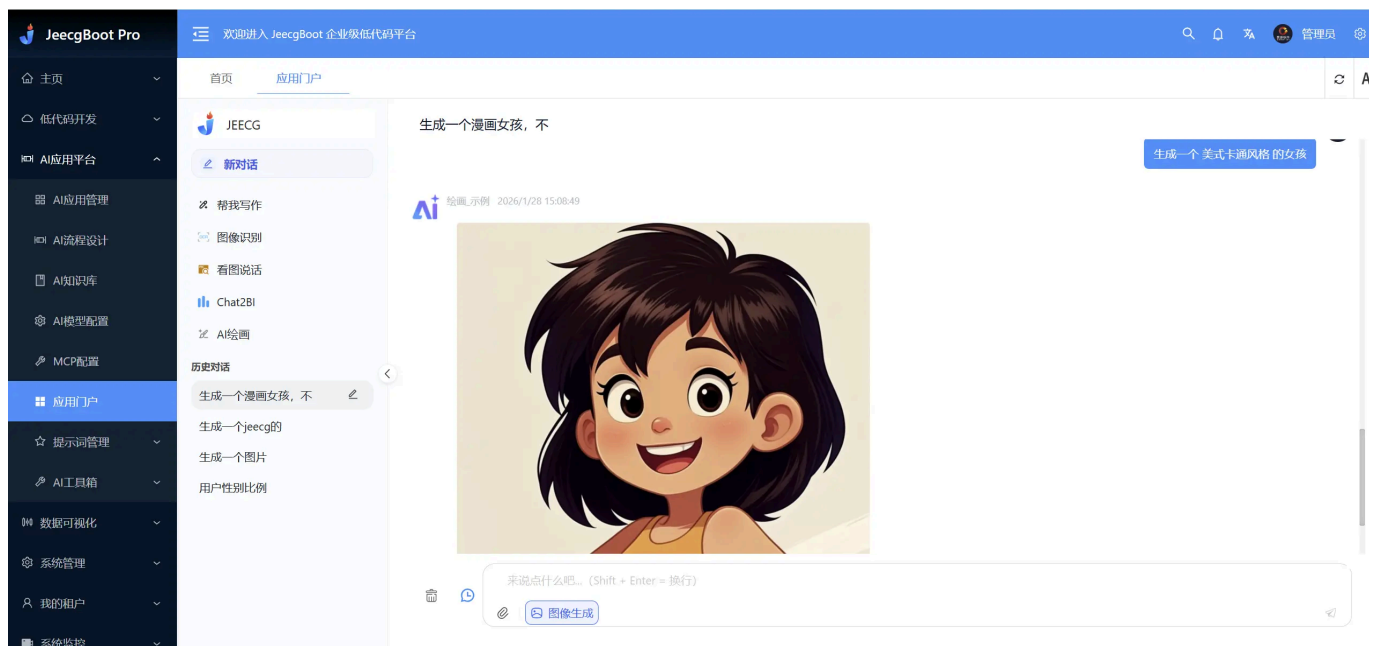 JeecgBoot Pro
欢迎进入 JeecgBoot 企业级低代码平台
管理员
主页
低代码开发
AI应用平台
AI应用管理
AI流程设计
AI知识库
AI模型配置
MCP配置
应用门户
提示词管理
AI工具箱
数据可视化
系统管理
我的租户
系统监控
首页
应用门户
JEECG
新对话
帮我写作
图像识别
看图说话
Chat2BI
AI绘画
历史对话
生成一个漫画女孩，不
生成一个jeecg的
生成一个图片
用户性别比例
生成一个漫画女孩，不
生成一个 美式卡通风格 的女孩
Ai
绘画_示例 2026/1/28 15:08:49
来说点什么吧...（Shift + Enter = 换行）
图像生成